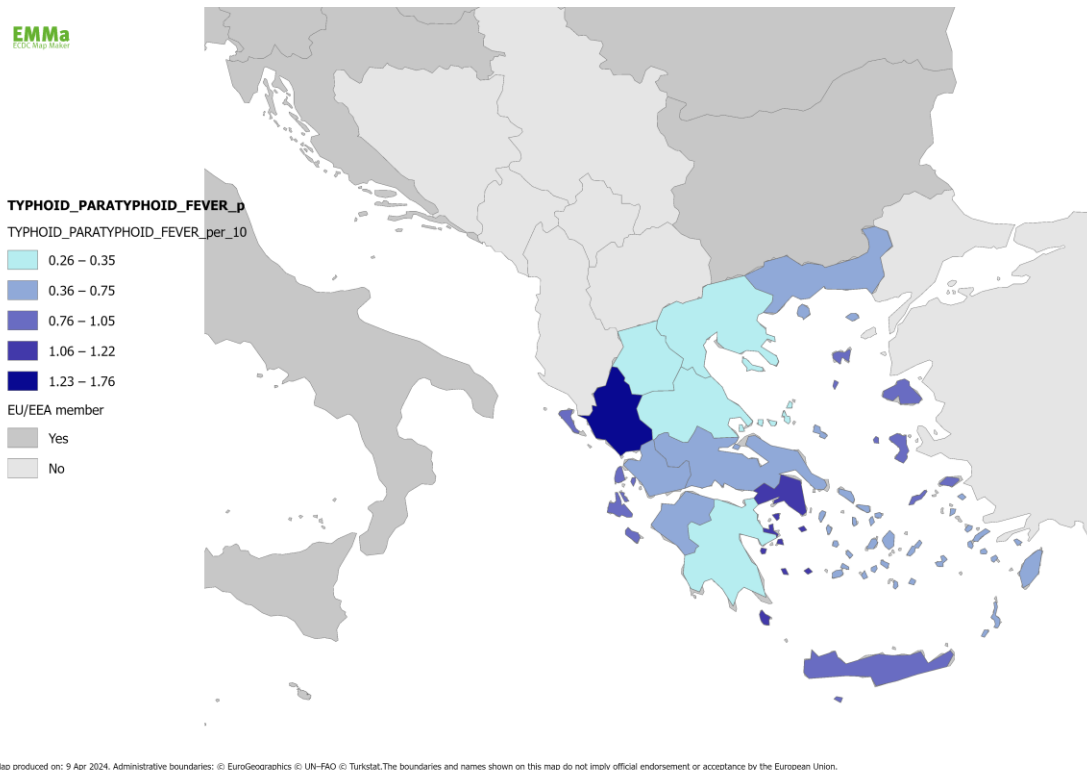 EMMa
ECDC Map Maker
TYPHOID_PARATYPHOID_FEVER_p
TYPHOID_PARATYPHOID_FEVER_per_10
0.26 – 0.35
0.36 – 0.75
0.76 – 1.05
1.06 – 1.22
1.23 – 1.76
EU/EEA member
Yes
No
Map produced on: 9 Apr 2024. Administrative boundaries: © EuroGeographics © UN–FAO © Turkstat.The boundaries and names shown on this map do not imply official endorsement or acceptance by the European Union.